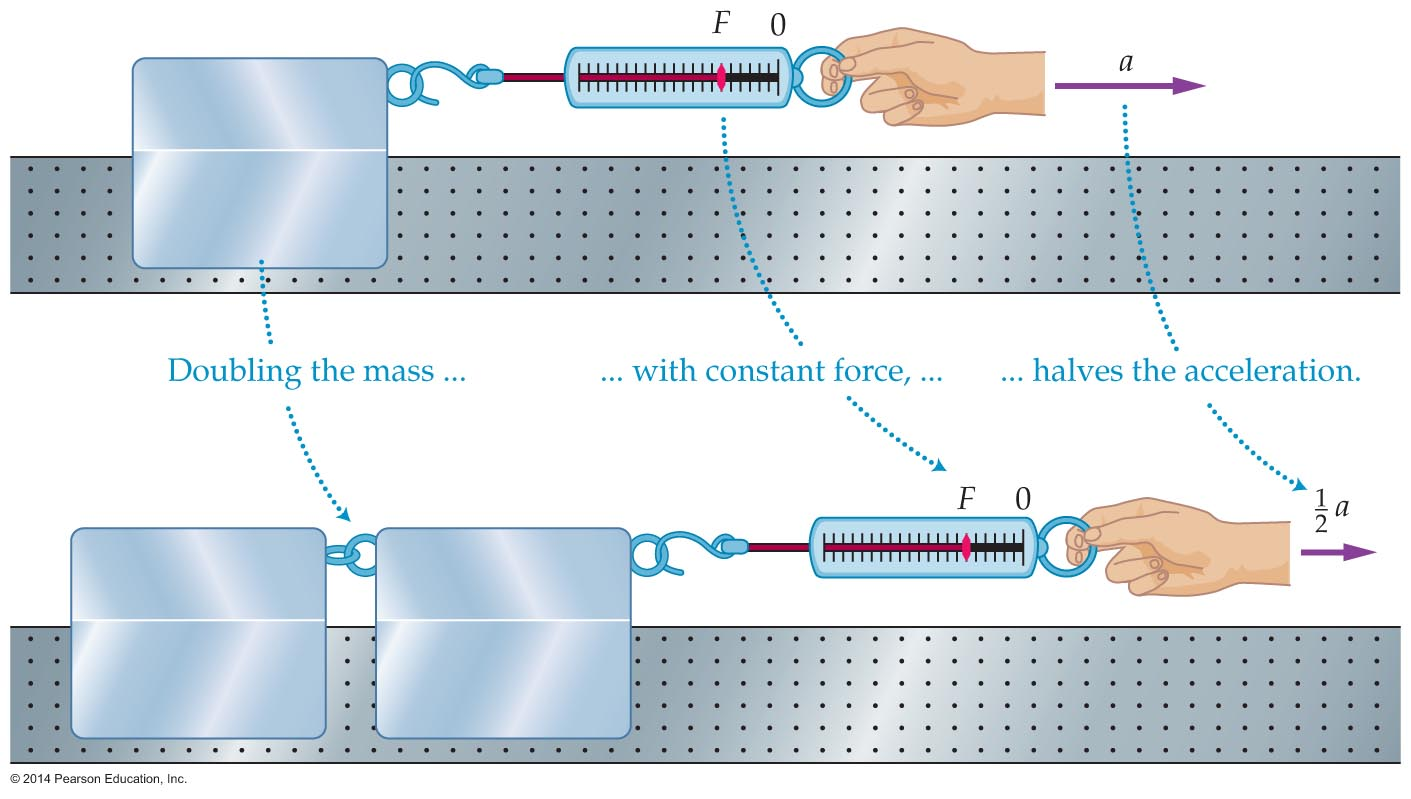 F 0
a
Doubling the mass ... ... with constant force, ... ... halves the acceleration.
F 0
1/2 a
© 2014 Pearson Education, Inc.